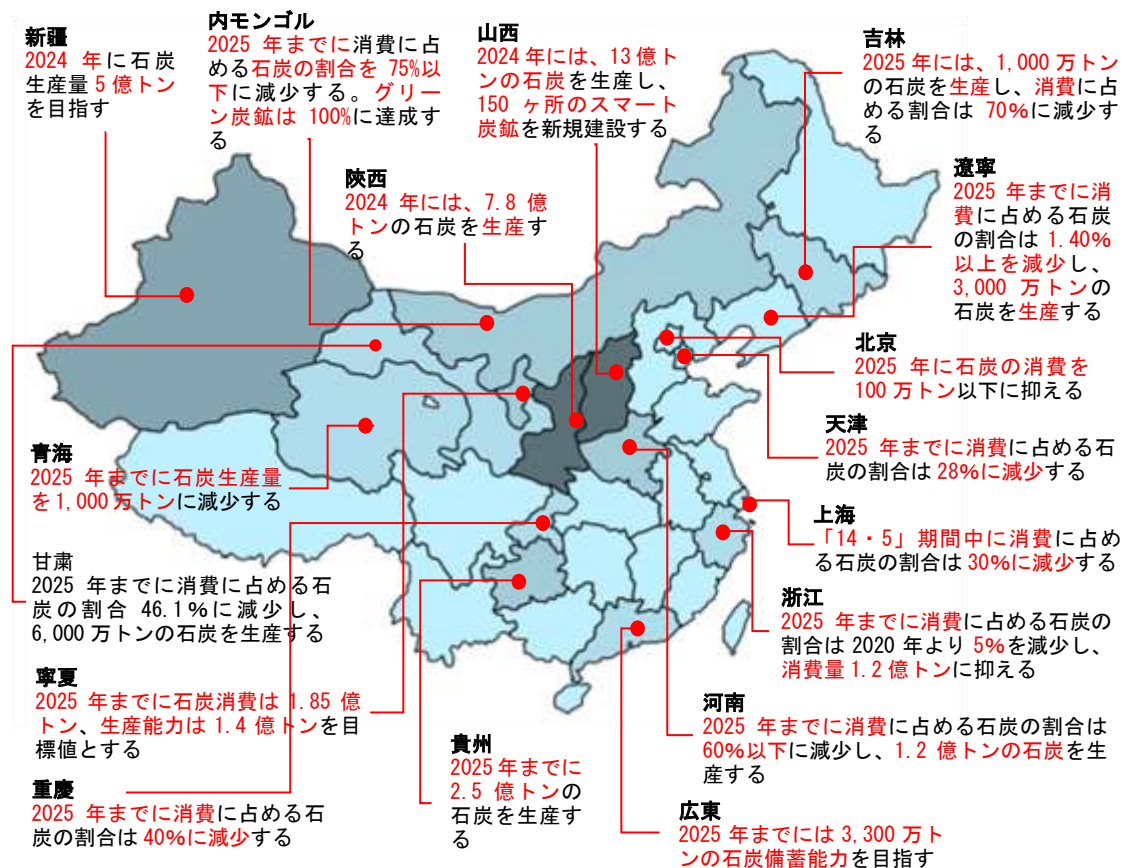 新疆
2024 年に石炭
生産量 5 億トン
を目指す
内モンゴル
2025 年までに消費に占
める石炭の割合を 75%以
下に減少する。グリー
ン炭鉱は 100%に達成す
る
山西
2024 年には、13 億ト
ンの石炭を生産し、
150 ヶ所のスマート
炭鉱を新規建設する
吉林
2025 年には、1,000 万トン
の石炭を生産し、消費に占
める割合は 70%に減少す
る
陝西
2024 年には、7.8 億
トンの石炭を生産す
る
遼寧
2025 年までに消
費に占める石炭
の割合は 1.40%
以上を減少し、
3,000 万トンの
石炭を生産する
北京
2025 年に石炭の消費を
100 万トン以下に抑える
天津
2025 年までに消費に占める石
炭の割合は 28%に減少する
青海
2025 年までに石炭生産量
を 1,000 万トンに減少する
上海
「14・5」期間中に消費に占め
る石炭の割合は 30%に減少する
甘粛
2025 年までに消費に占める石
炭の割合 46.1%に減少し、
6,000 万トンの石炭を生産する
浙江
2025 年までに消費に占める石炭の
割合は 2020 年より 5%を減少し、
消費量 1.2 億トンに抑える
寧夏
2025 年までに石炭消費は 1.85 億
トン、生産能力は 1.4 億トンを目
標値とする
河南
2025 年までに消費に占める石炭の割合は
60%以下に減少し、1.2 億トンの石炭を生
産する
貴州
2025 年までに
2.5 億トンの
石炭を生産す
る
重慶
2025 年までに消費に占める石
炭の割合は 40%に減少する
広東
2025 年までには 3,300 万ト
ンの石炭備蓄能力を目指す